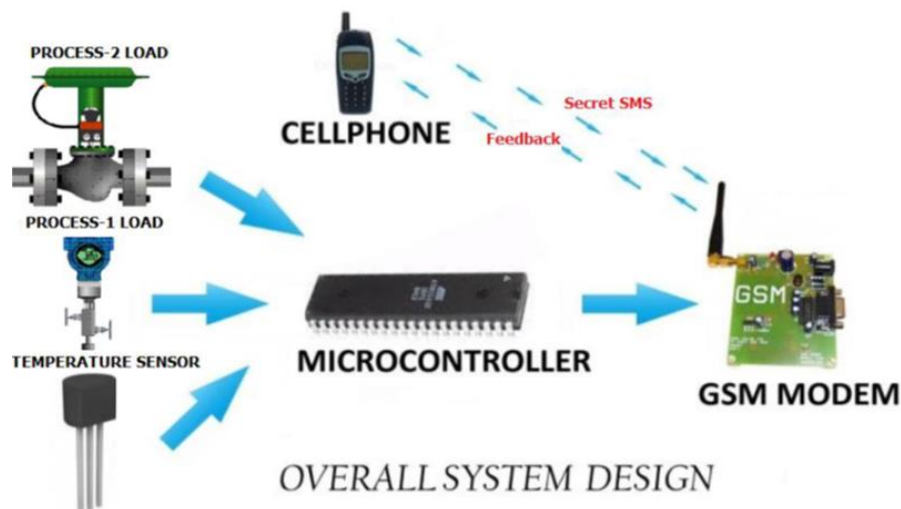 PROCESS-2 LOAD
CELLPHONE
Secret SMS
Feedback
PROCESS-1 LOAD
GSM
MICROCONTROLLER
TEMPERATURE SENSOR
GSM MODEM
OVERALL SYSTEM DESIGN